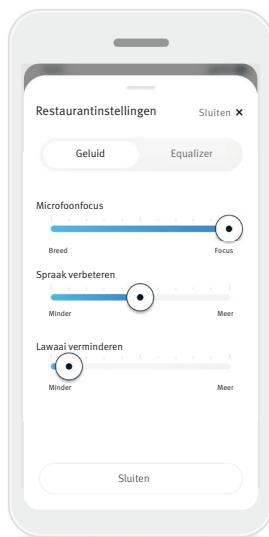 Restaurantinstellingen Sluiten ×
Geluid Equalizer
Microfoonfocus
Breed Focus
Spraak verbeteren
Minder Meer
Lawaai verminderen
Minder Meer
Sluiten